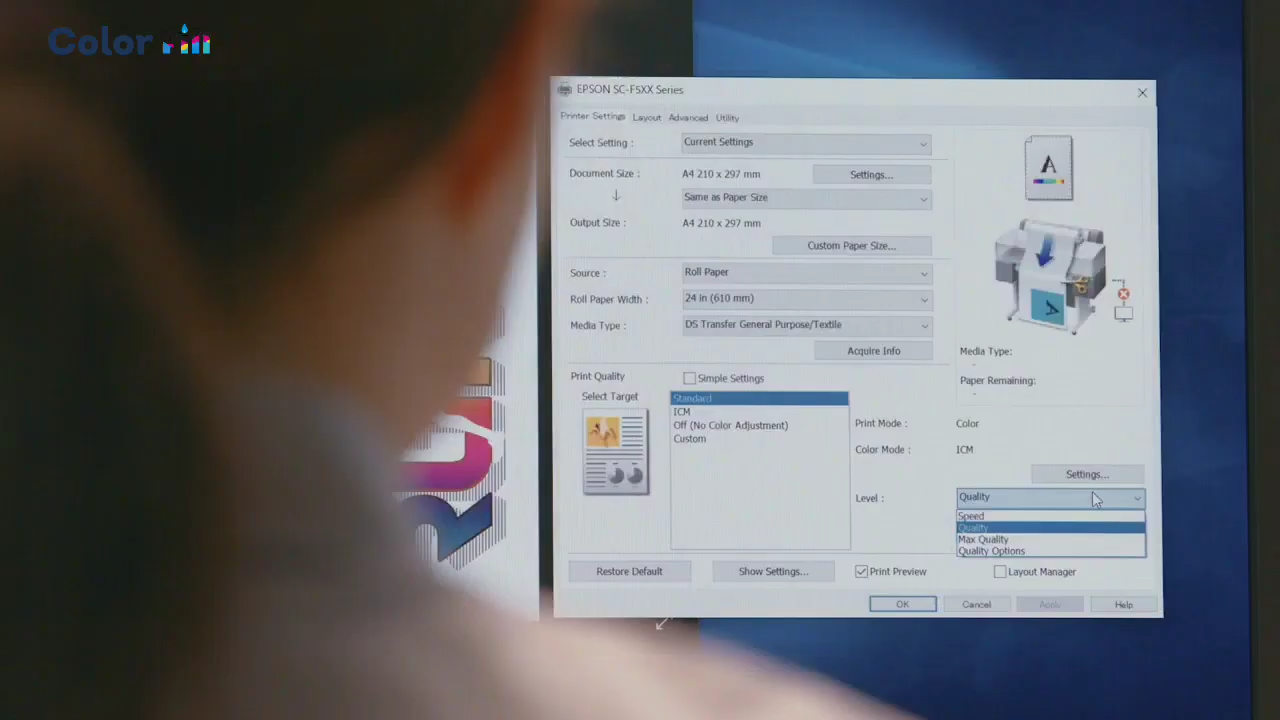 Color fill
EPSON SC-F5XX Series
Printer Settings Layout Advanced Utility
Select Setting : Current Settings
Document Size : A4 210 x 297 mm Settings...
Same as Paper Size
Output Size : A4 210 x 297 mm
Custom Paper Size...
Source : Roll Paper
Roll Paper Width : 24 in (610 mm)
Media Type : DS Transfer General Purpose/Textile
Acquire Info
Print Quality Simple Settings
Select Target
Standard
ICM
Off (No Color Adjustment)
Custom
A
A
Media Type:
-
Paper Remaining:
-
Print Mode : Color
Color Mode : ICM
Settings...
Level : Quality
Speed
Quality
Max Quality
Quality Options
Restore Default Show Settings... Print Preview Layout Manager
OK Cancel Apply Help